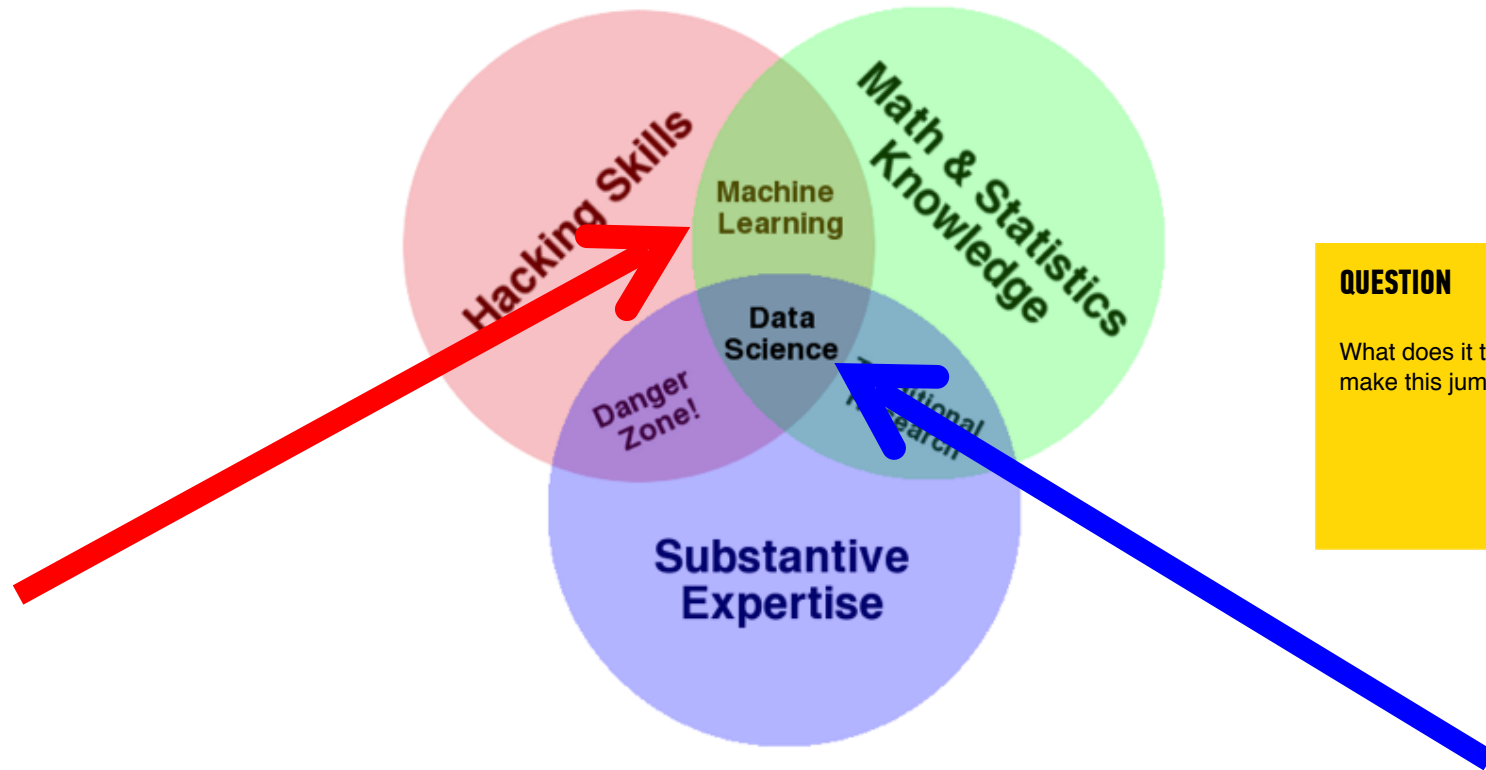 Hacking Skills
Math & Statistics
Knowledge
Machine
Learning
Data
Science
Danger
Zone!
Substantive
Expertise
QUESTION
What does it
make this